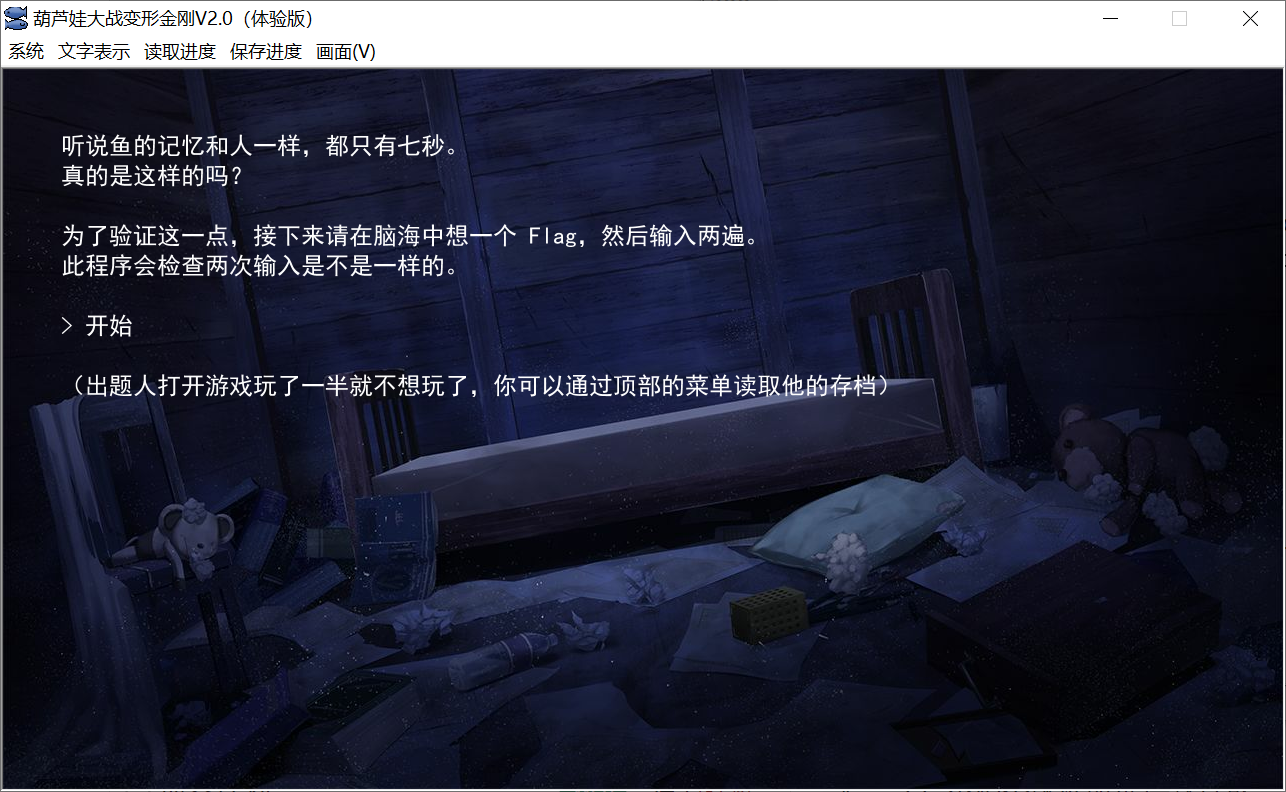 葫芦娃大战变形金刚V2.0（体验版）
系统 文字表示 读取进度 保存进度 画面(V)
听说鱼的记忆和人一样，都只有七秒。
真的是这样的吗？
为了验证这一点，接下来请在脑海中想一个 Flag，然后输入两遍。
此程序会检查两次输入是不是一样的。
> 开始
（出题人打开游戏玩了一半就不想玩了，你可以通过顶部的菜单读取他的存档）